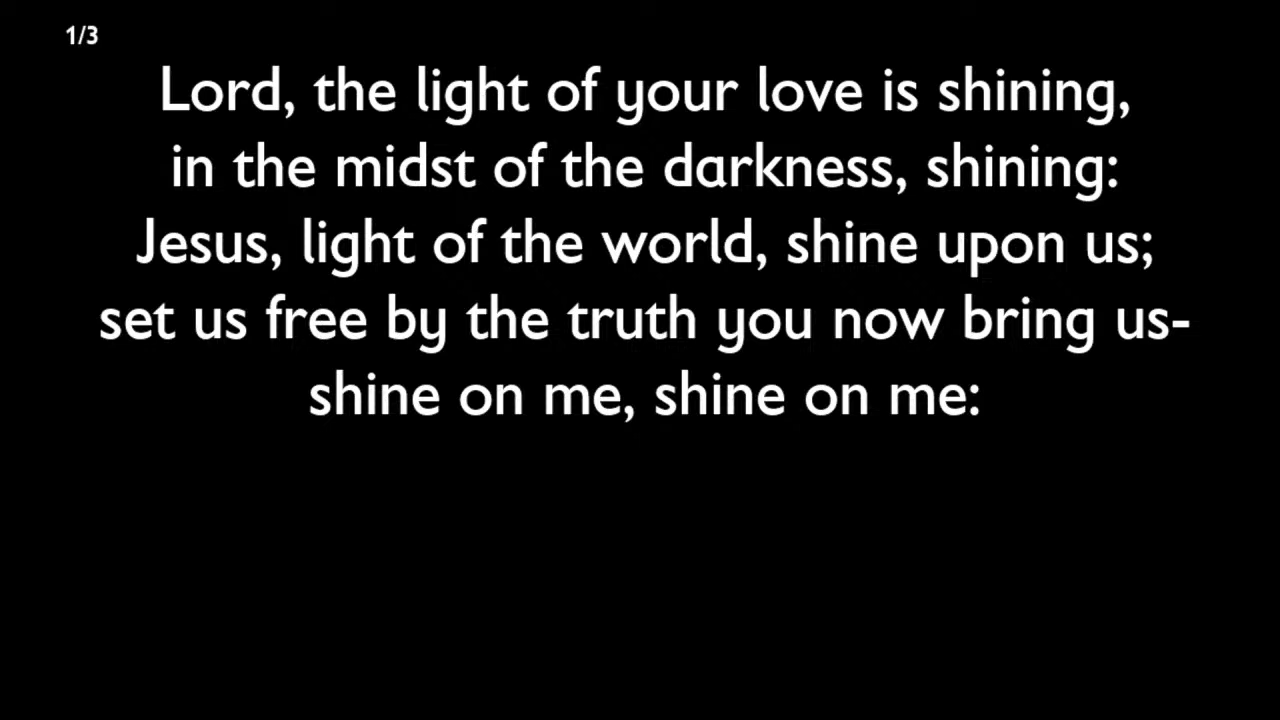 1/3
Lord, the light of your love is shining,
in the midst of the darkness, shining:
Jesus, light of the world, shine upon us;
set us free by the truth you now bring us-
shine on me, shine on me: